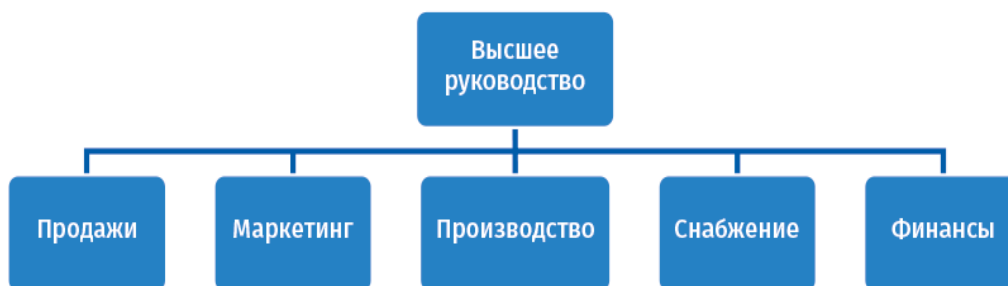 Высшее
руководство
Продажи
Маркетинг
Производство
Снабжение
Финансы